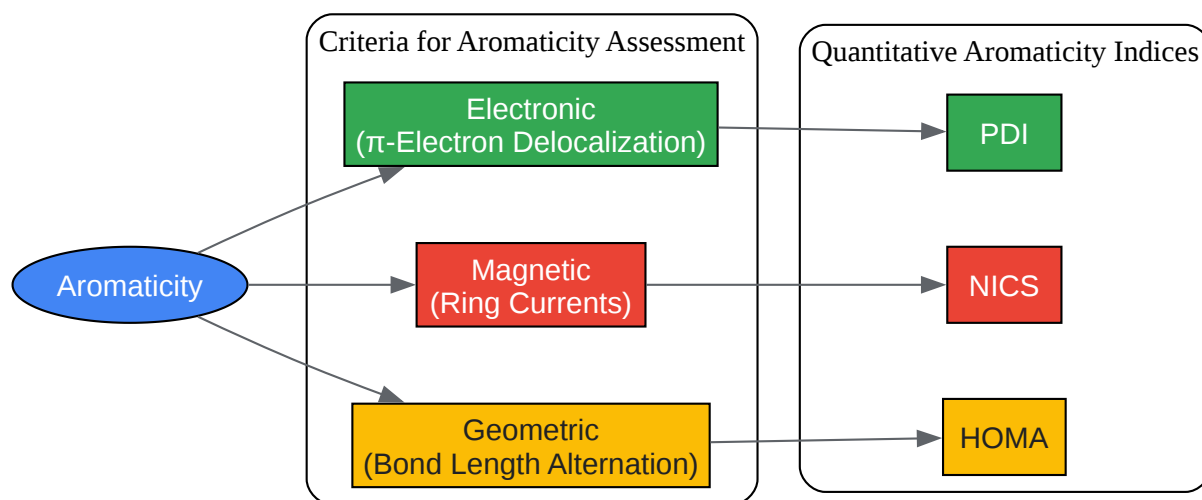 Criteria for Aromaticity Assessment
Quantitative Aromaticity Indices
Electronic
(π-Electron Delocalization)
PDI
Aromaticity
Magnetic
(Ring Currents)
NICS
Geometric
(Bond Length Alternation)
HOMA